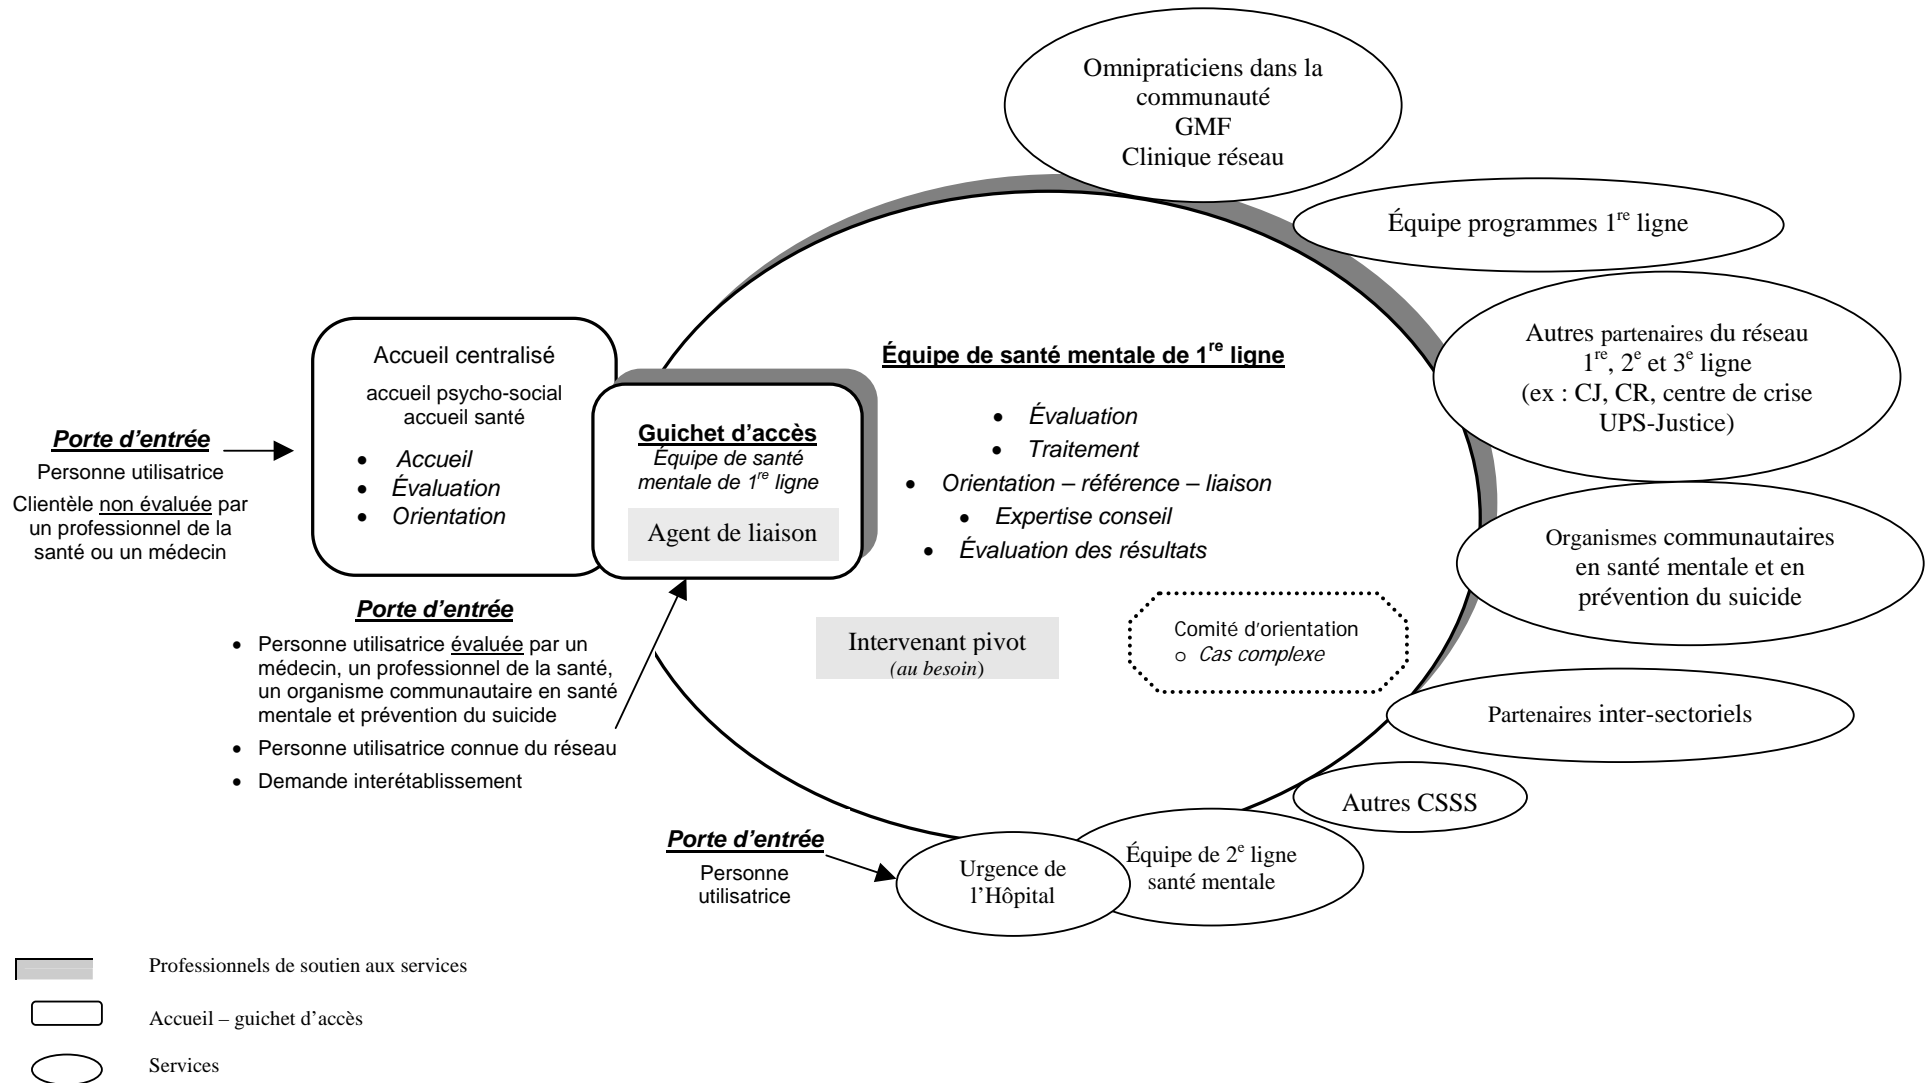 Omnipraticiens dans la
communauté
GMF
Clinique réseau
Équipe programmes 1re ligne
Autres partenaires du réseau
1re, 2e et 3e ligne
(ex : CJ, CR, centre de crise
UPS-Justice)
Organismes communautaires
en santé mentale et en
prévention du suicide
Partenaires inter-sectoriels
Autres CSSS
Équipe de 2e ligne
santé mentale
Urgence de
l’Hôpital
Porte d’entrée
Personne utilisatrice
Clientèle non évaluée par
un professionnel de la
santé ou un médecin
Accueil centralisé
accueil psycho-social
accueil santé
• Accueil
• Évaluation
• Orientation
Guichet d’accès
Équipe de santé
mentale de 1re ligne
Agent de liaison
Équipe de santé mentale de 1re ligne
• Évaluation
• Traitement
• Orientation – référence – liaison
• Expertise conseil
• Évaluation des résultats
Intervenant pivot
(au besoin)
Comité d’orientation
o Cas complexe
Porte d’entrée
• Personne utilisatrice évaluée par un
médecin, un professionnel de la santé,
un organisme communautaire en santé
mentale et prévention du suicide
• Personne utilisatrice connue du réseau
• Demande interétablissement
Porte d’entrée
Personne
utilisatrice
Professionnels de soutien aux services
Accueil – guichet d’accès
Services